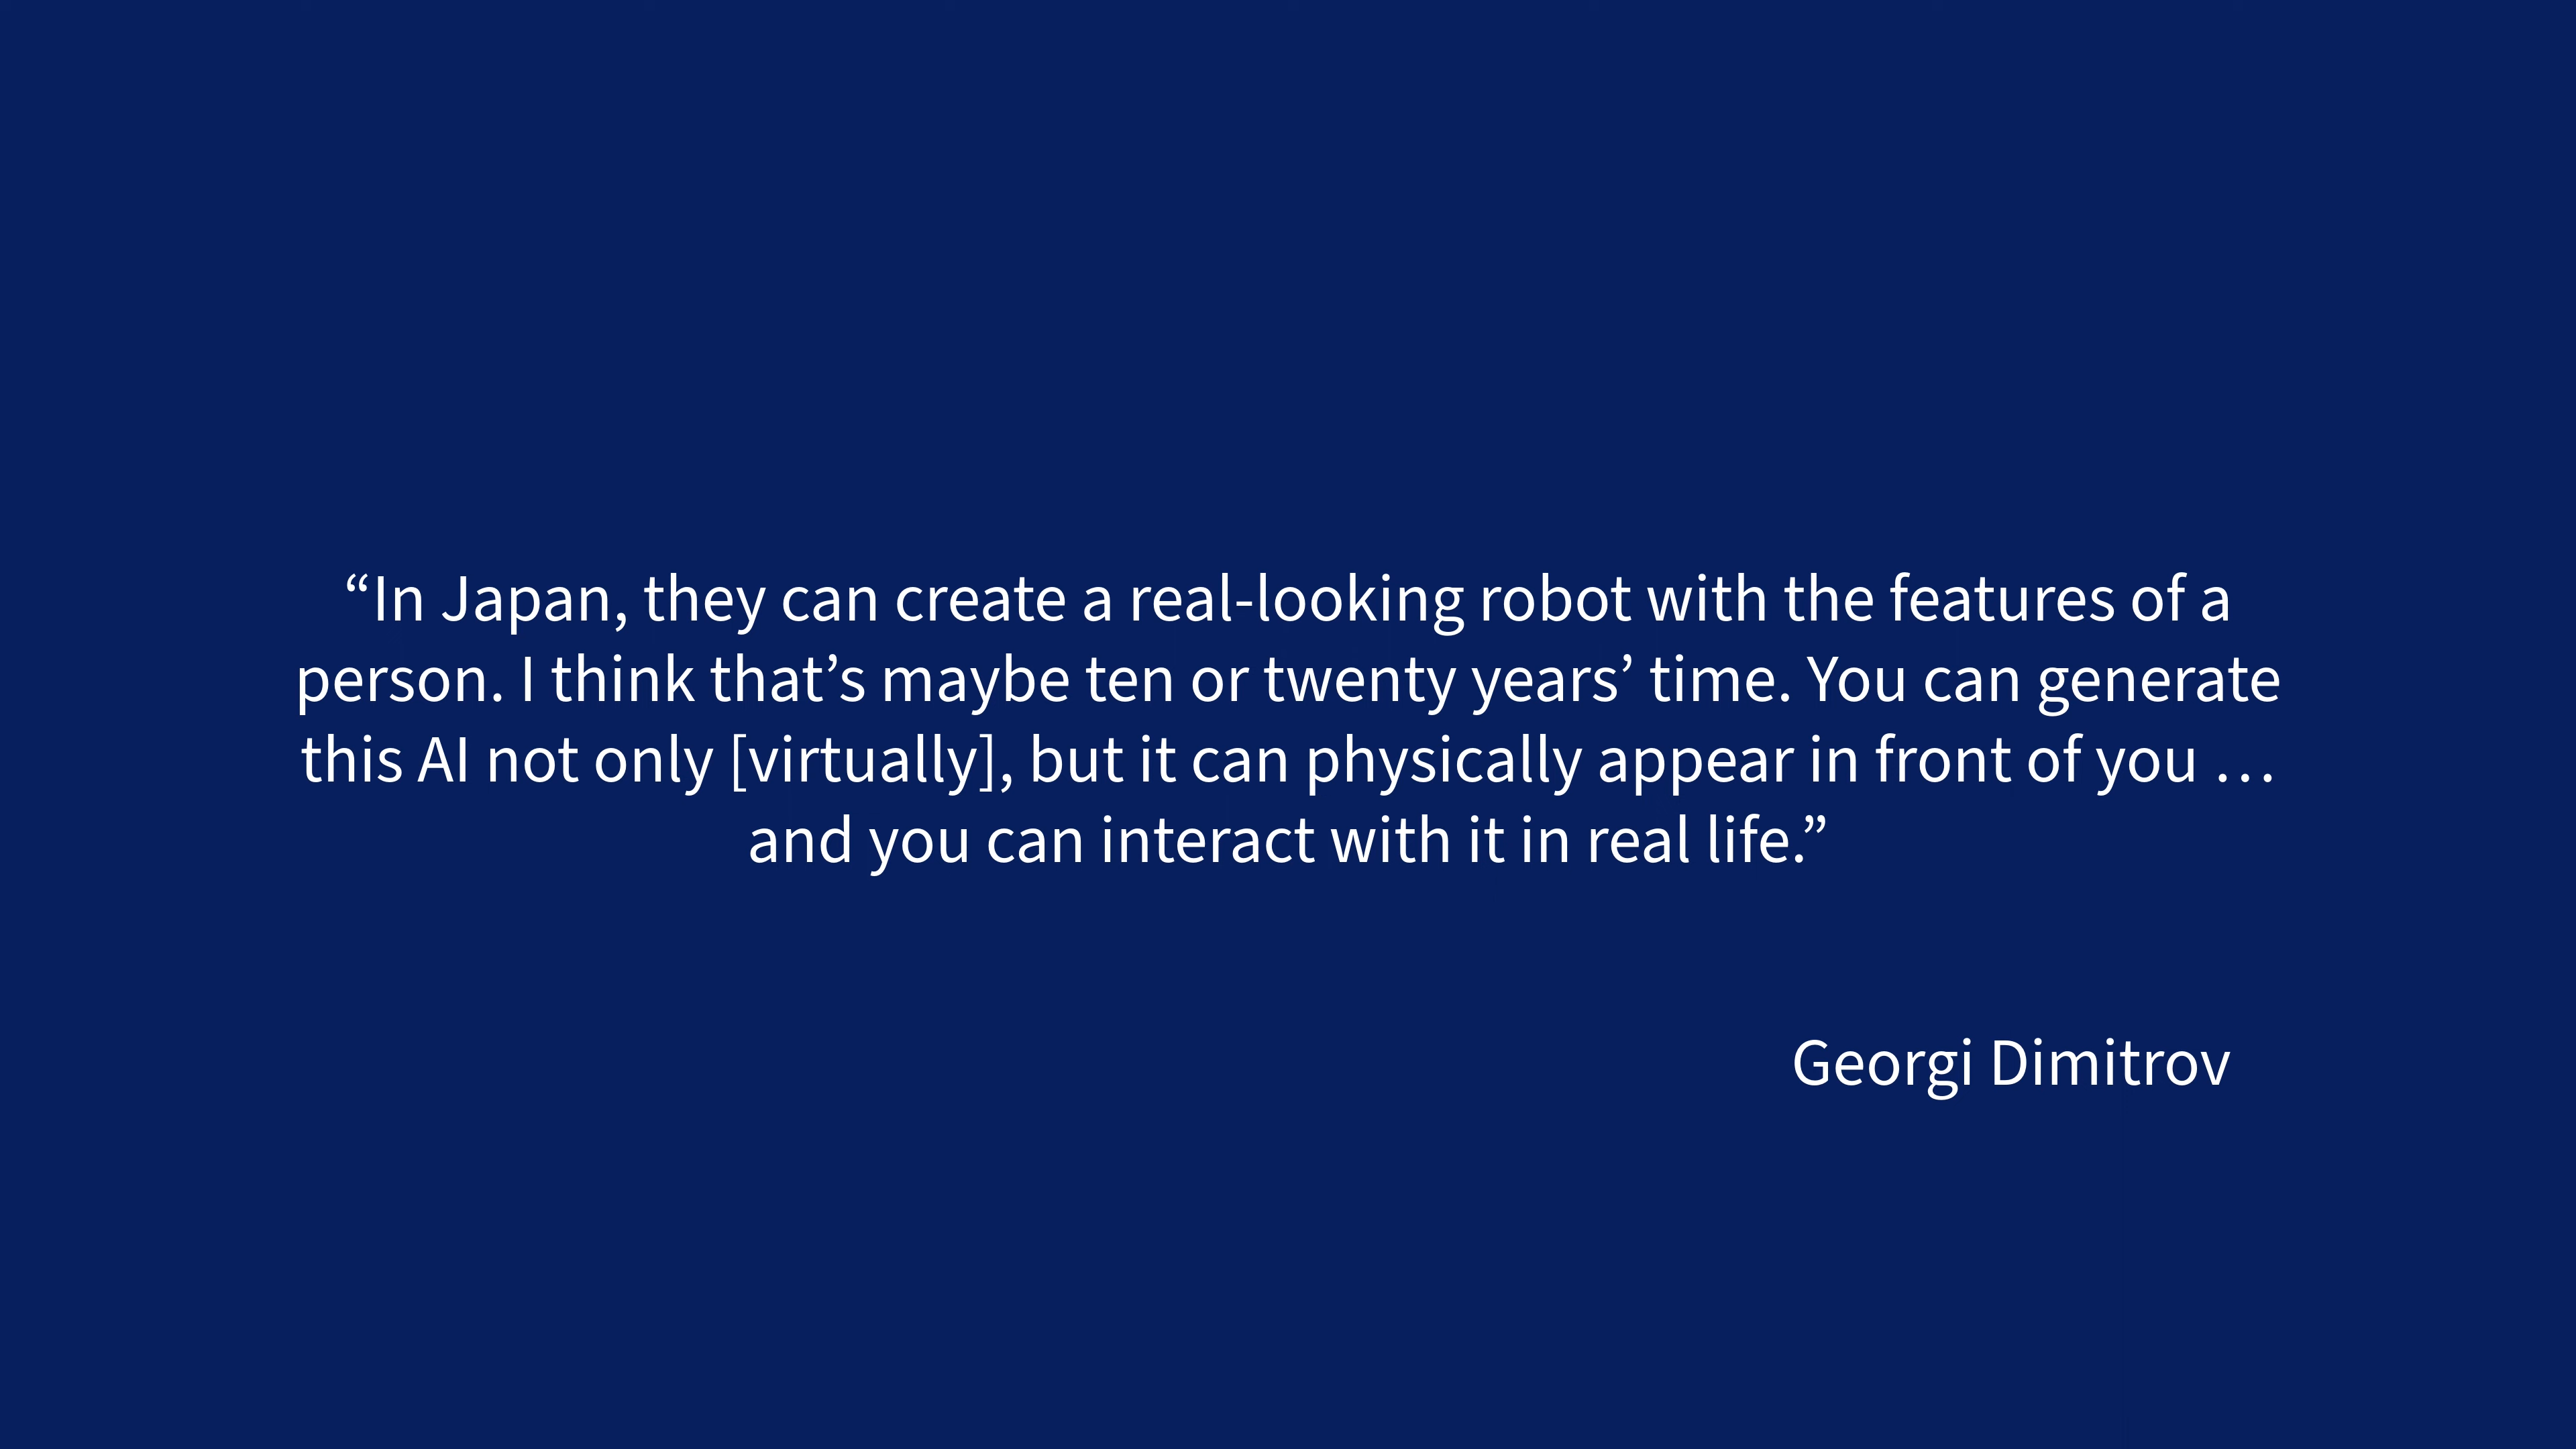 “In Japan, they can create a real-looking robot with the features of a
person. I think that’s maybe ten or twenty years’ time. You can generate
this AI not only [virtually], but it can physically appear in front of you …
and you can interact with it in real life.”
Georgi Dimitrov